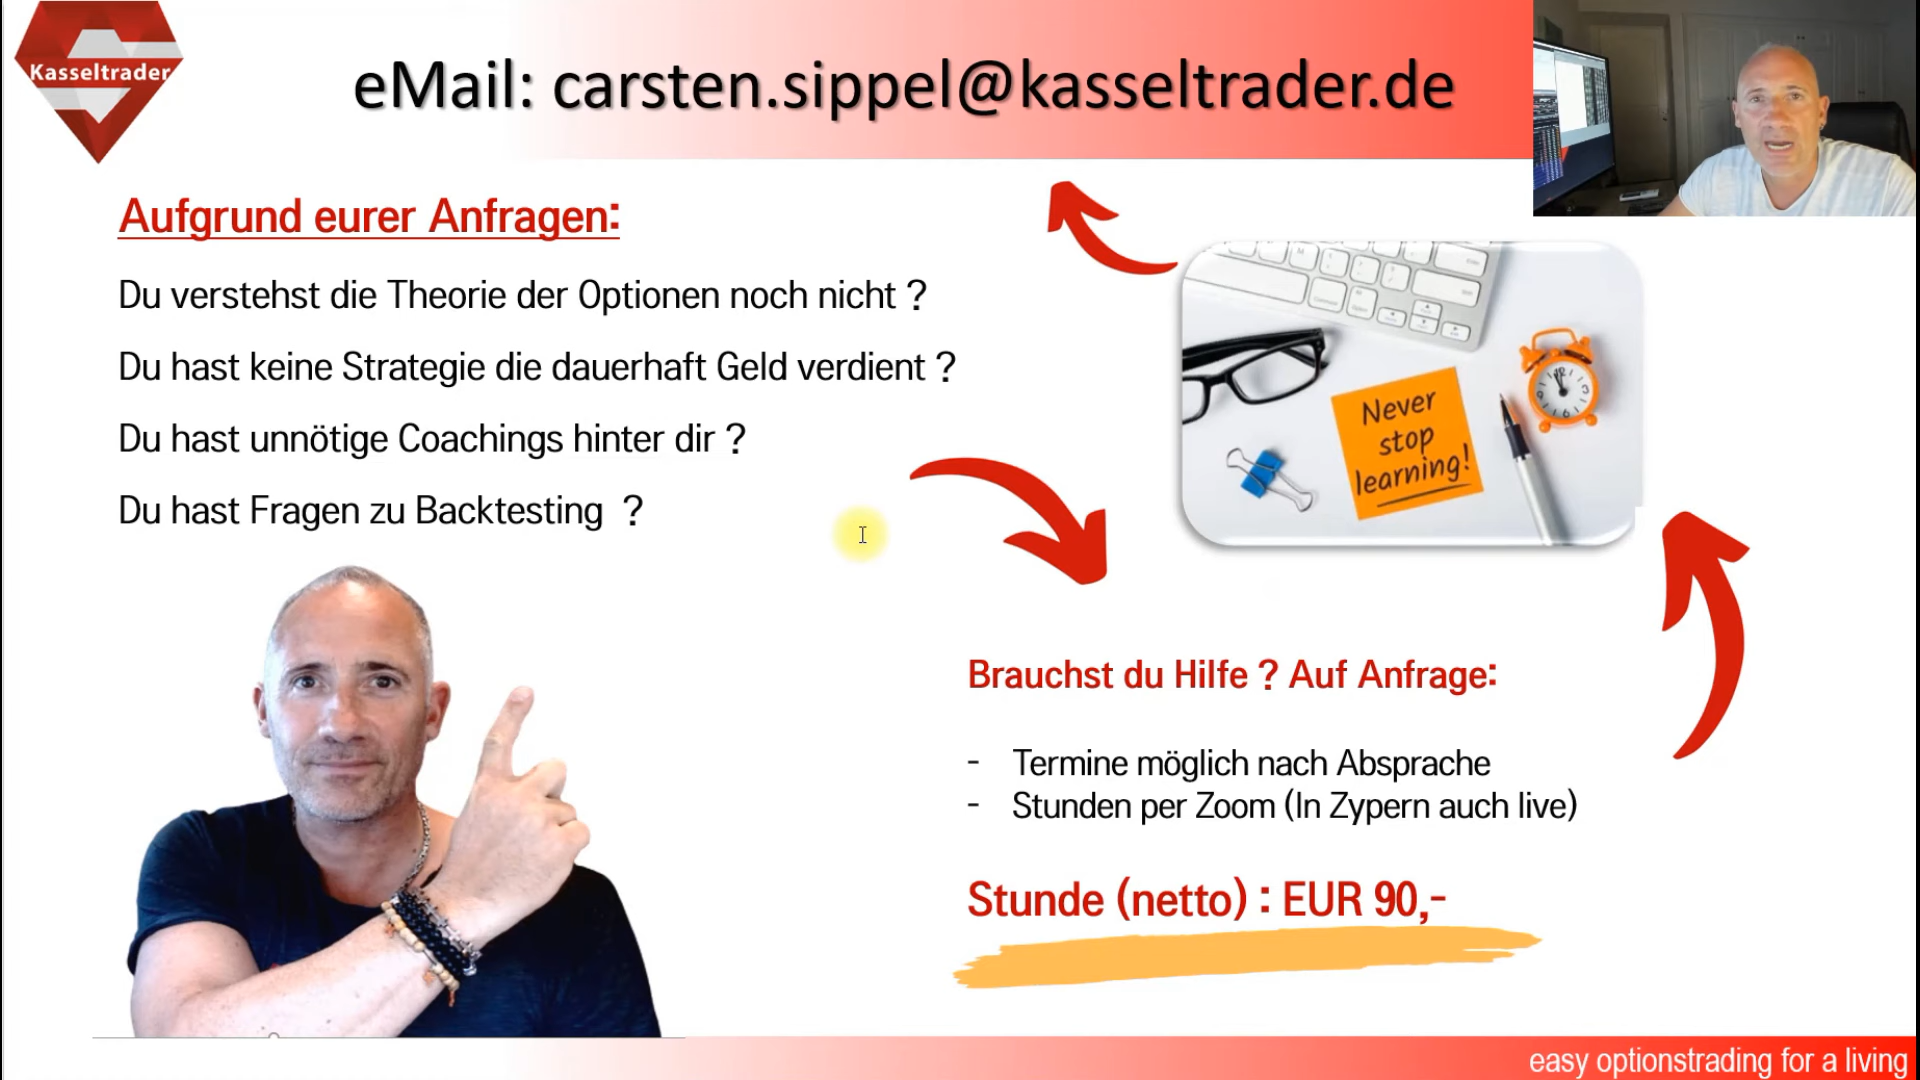 Kasseltrader
eMail: carsten.sippel@kasseltrader.de
Aufgrund eurer Anfragen:
Du verstehst die Theorie der Optionen noch nicht ?
Du hast keine Strategie die dauerhaft Geld verdient ?
Du hast unnötige Coachings hinter dir ?
Du hast Fragen zu Backtesting ?
Never
stop
learning!
Brauchst du Hilfe ? Auf Anfrage:
- Termine möglich nach Absprache
- Stunden per Zoom (In Zypern auch live)
Stunde (netto) : EUR 90,-
easy optionstrading for a living